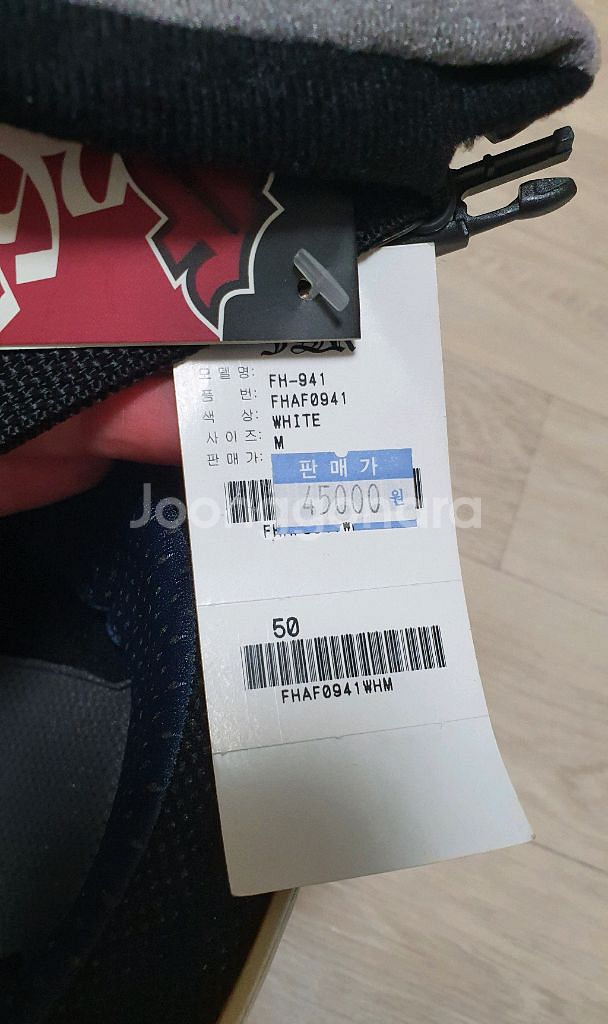 모델명: FH-941
품 번: FHAF0941
색 상: WHITE
사이즈: M
판매가:
판매가
45000 원
Joonggonara
50
FHAF0941WHM